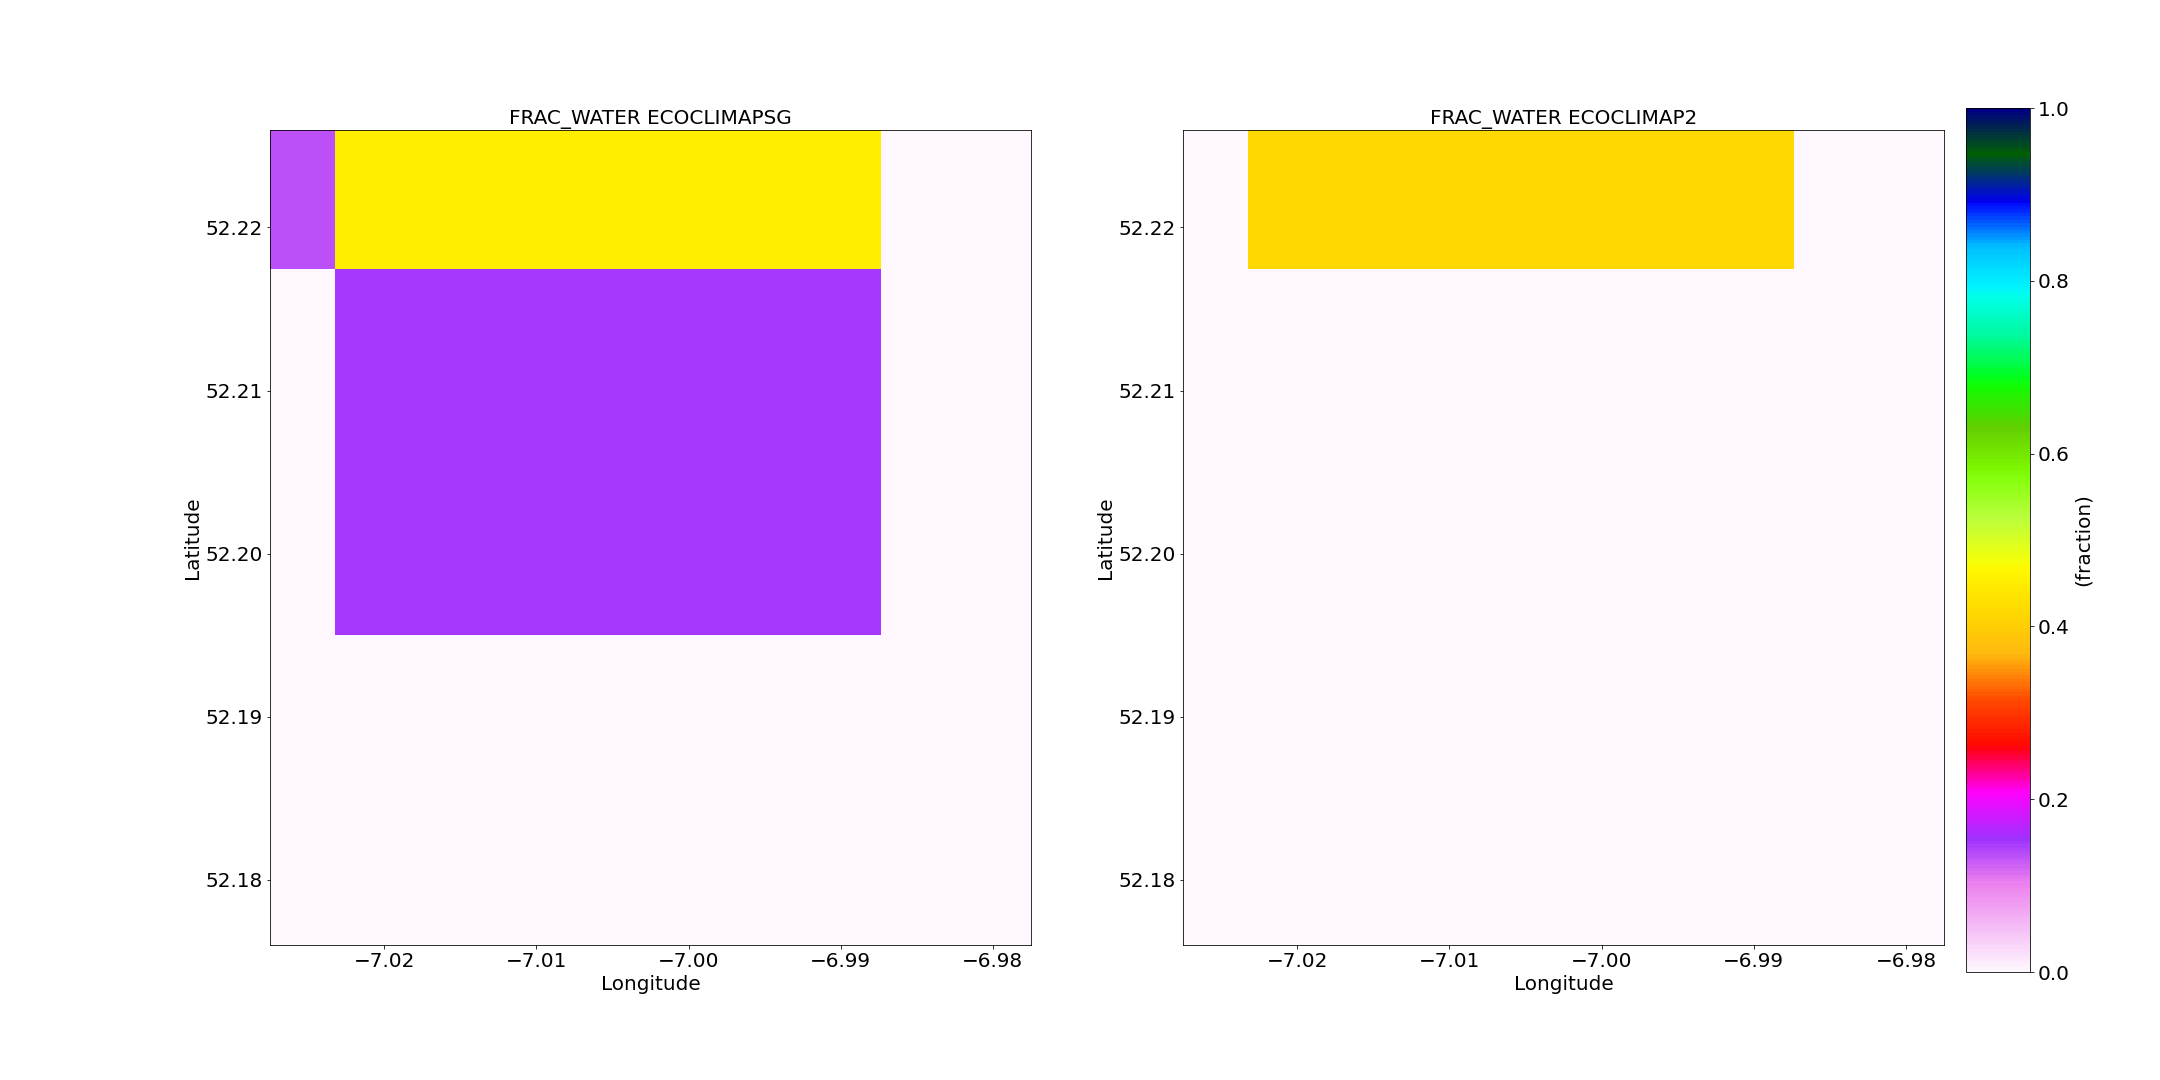 FRAC_WATER ECOCLIMAPSG
52.22
52.21
52.20
52.19
52.18
Latitude
−7.02 −7.01 −7.00 −6.99 −6.98
Longitude
FRAC_WATER ECOCLIMAP2
52.22
52.21
52.20
52.19
52.18
Latitude
−7.02 −7.01 −7.00 −6.99 −6.98
Longitude
1.0
0.8
0.6
0.4
0.2
0.0
(fraction)